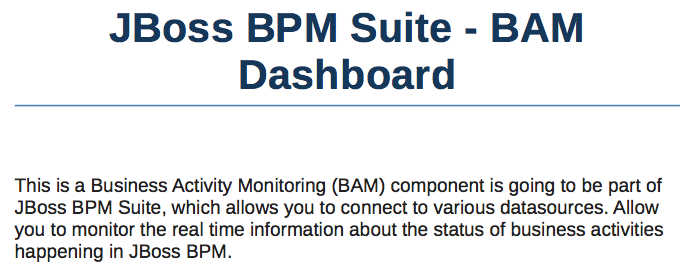 JBoss BPM Suite - BAM
Dashboard
This is a Business Activity Monitoring (BAM) component is going to be part of
JBoss BPM Suite, which allows you to connect to various datasources. Allow
you to monitor the real time information about the status of business activities
happening in JBoss BPM.